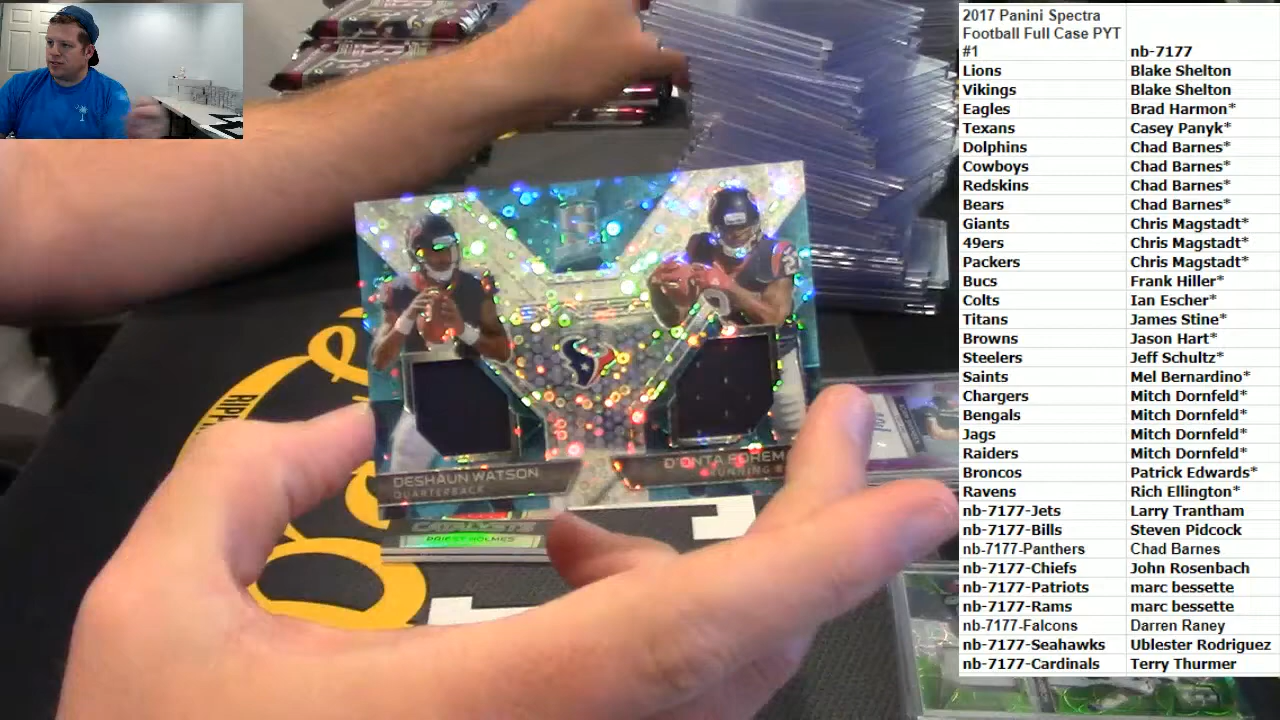 2017 Panini Spectra
Football Full Case PYT
#1 nb-7177
Lions Blake Shelton
Vikings Blake Shelton
Eagles Brad Harmon*
Texans Casey Panyk*
Dolphins Chad Barnes*
Cowboys Chad Barnes*
Redskins Chad Barnes*
Bears Chad Barnes*
Giants Chris Magstadt*
49ers Chris Magstadt*
Packers Chris Magstadt*
Bucs Frank Hiller*
Colts Ian Escher*
Titans James Stine*
Browns Jason Hart*
Steelers Jeff Schultz*
Saints Mel Bernardino*
Chargers Mitch Dornfeld*
Bengals Mitch Dornfeld*
Jags Mitch Dornfeld*
Raiders Mitch Dornfeld*
Broncos Patrick Edwards*
Ravens Rich Ellington*
nb-7177-Jets Larry Trantham
nb-7177-Bills Steven Pidcock
nb-7177-Panthers Chad Barnes
nb-7177-Chiefs John Rosenbach
nb-7177-Patriots marc bessette
nb-7177-Rams marc bessette
nb-7177-Falcons Darren Raney
nb-7177-Seahawks Ublester Rodriguez
nb-7177-Cardinals Terry Thurmer
DESHAUN WATSON
QUARTERBACK
D'ONTA FOREM
RUNNING B
CATALYSTS
PRIEST HOLMES
RIPP